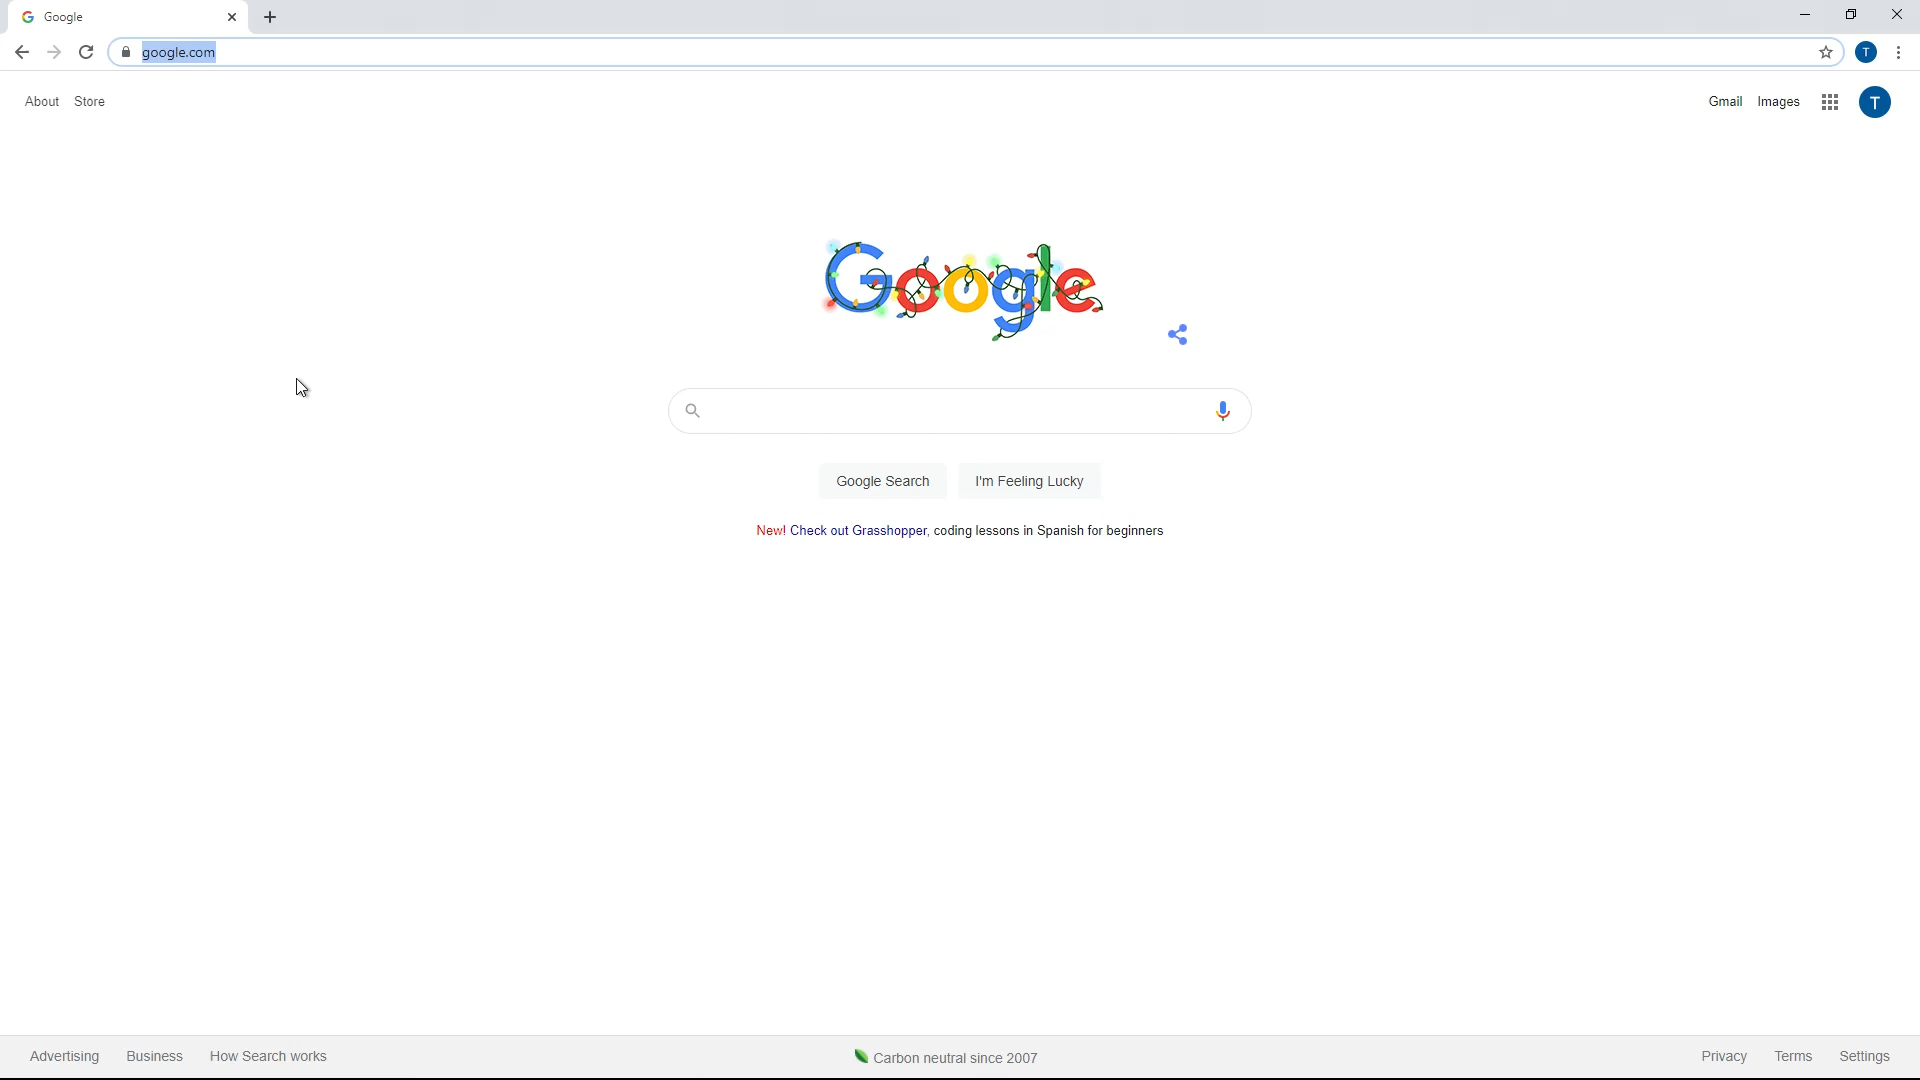 Google
google.com
T
About Store
Gmail Images
T
Google
Google Search I'm Feeling Lucky
New! Check out Grasshopper, coding lessons in Spanish for beginners
Advertising Business How Search works
Carbon neutral since 2007
Privacy Terms Settings